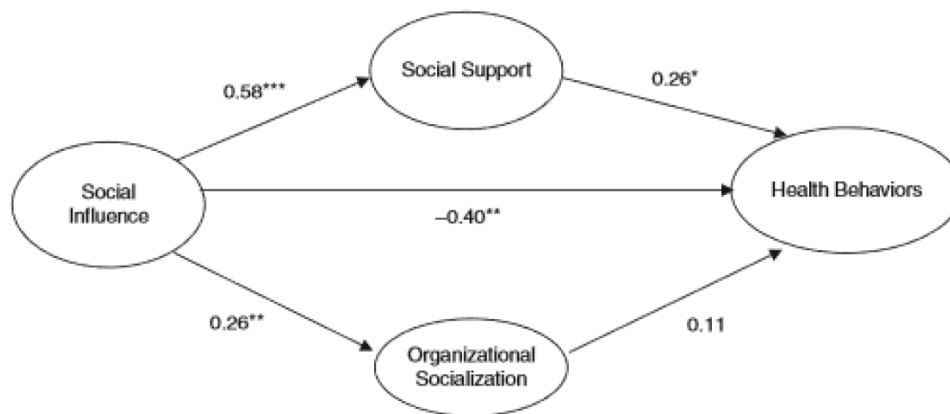 Social Support
0.58***
0.26*
Social
Influence
Health Behaviors
–0.40**
0.26**
0.11
Organizational
Socialization